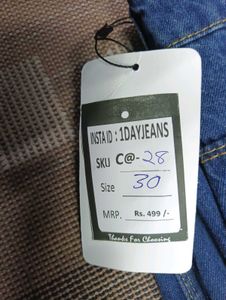 INSTA ID : 1DAYJEANS
SKU C@-28
Size 30
MRP. Rs. 499 /-
Thanks For Choosing